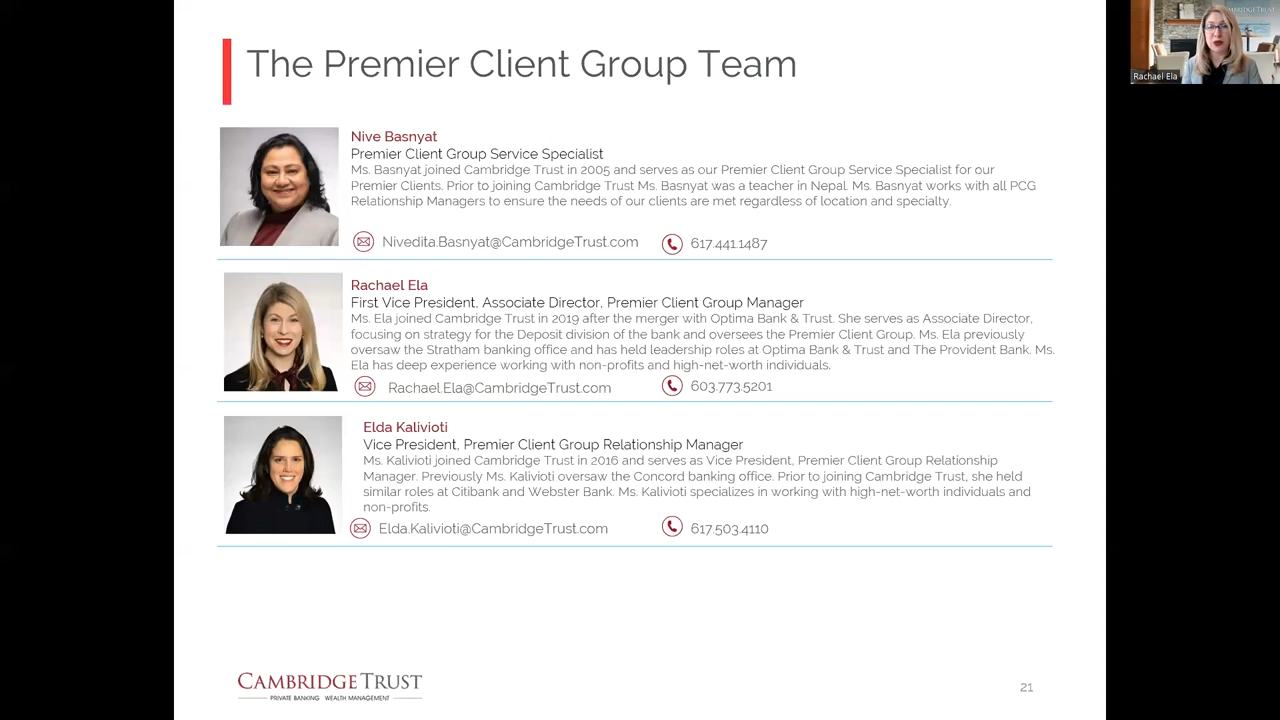 The Premier Client Group Team
Nive Basnyat
Premier Client Group Service Specialist
Ms. Basnyat joined Cambridge Trust in 2005 and serves as our Premier Client Group Service Specialist for our
Premier Clients. Prior to joining Cambridge Trust Ms. Basnyat was a teacher in Nepal. Ms. Basnyat works with all PCG
Relationship Managers to ensure the needs of our clients are met regardless of location and specialty.
Nivedita.Basnyat@CambridgeTrust.com 617.441.1487
Rachael Ela
First Vice President, Associate Director, Premier Client Group Manager
Ms. Ela joined Cambridge Trust in 2019 after the merger with Optima Bank & Trust. She serves as Associate Director,
focusing on strategy for the Deposit division of the bank and oversees the Premier Client Group. Ms. Ela previously
oversaw the Stratham banking office and has held leadership roles at Optima Bank & Trust and The Provident Bank. Ms.
Ela has deep experience working with non-profits and high-net-worth individuals.
Rachael.Ela@CambridgeTrust.com 603.773.5201
Elda Kalivioti
Vice President, Premier Client Group Relationship Manager
Ms. Kalivioti joined Cambridge Trust in 2016 and serves as Vice President, Premier Client Group Relationship
Manager. Previously Ms. Kalivioti oversaw the Concord banking office. Prior to joining Cambridge Trust, she held
similar roles at Citibank and Webster Bank. Ms. Kalivioti specializes in working with high-net-worth individuals and
non-profits.
Elda.Kalivioti@CambridgeTrust.com 617.503.4110
CAMBRIDGE TRUST
PRIVATE BANKING WEALTH MANAGEMENT
21
Rachael Ela